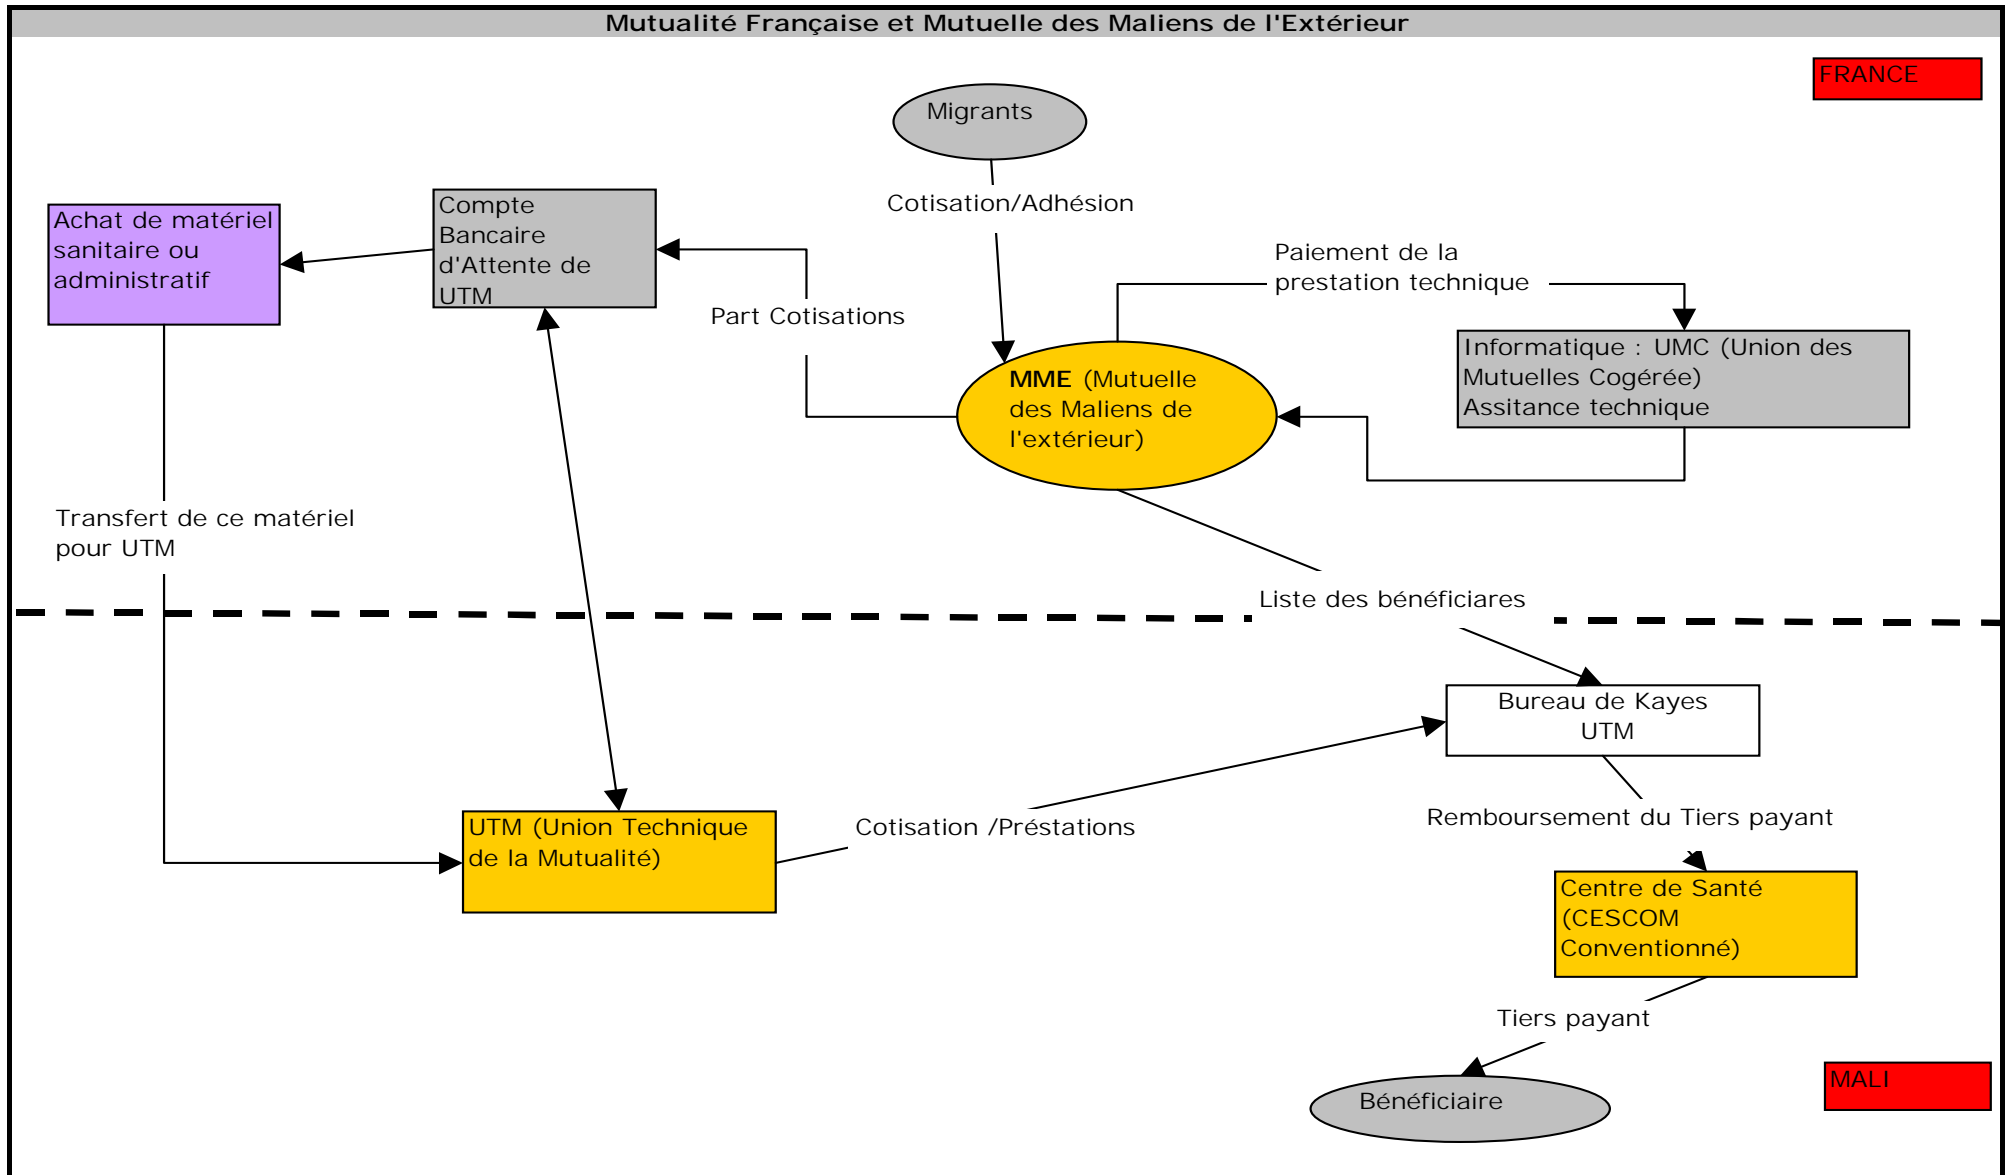 Mutualité Française et Mutuelle des Maliens de l'Extérieur
FRANCE
Migrants
Cotisation/Adhésion
Achat de matériel
sanitaire ou
administratif
Compte
Bancaire
d'Attente de
UTM
Part Cotisations
Paiement de la
prestation technique
Informatique : UMC (Union des
Mutuelles Cogérée)
Assitance technique
MME (Mutuelle
des Maliens de
l'extérieur)
Transfert de ce matériel
pour UTM
Liste des bénéficiares
Bureau de Kayes
UTM
UTM (Union Technique
de la Mutualité)
Cotisation /Préstations
Remboursement du Tiers payant
Centre de Santé
(CESCOM
Conventionné)
Tiers payant
Bénéficiaire
MALI